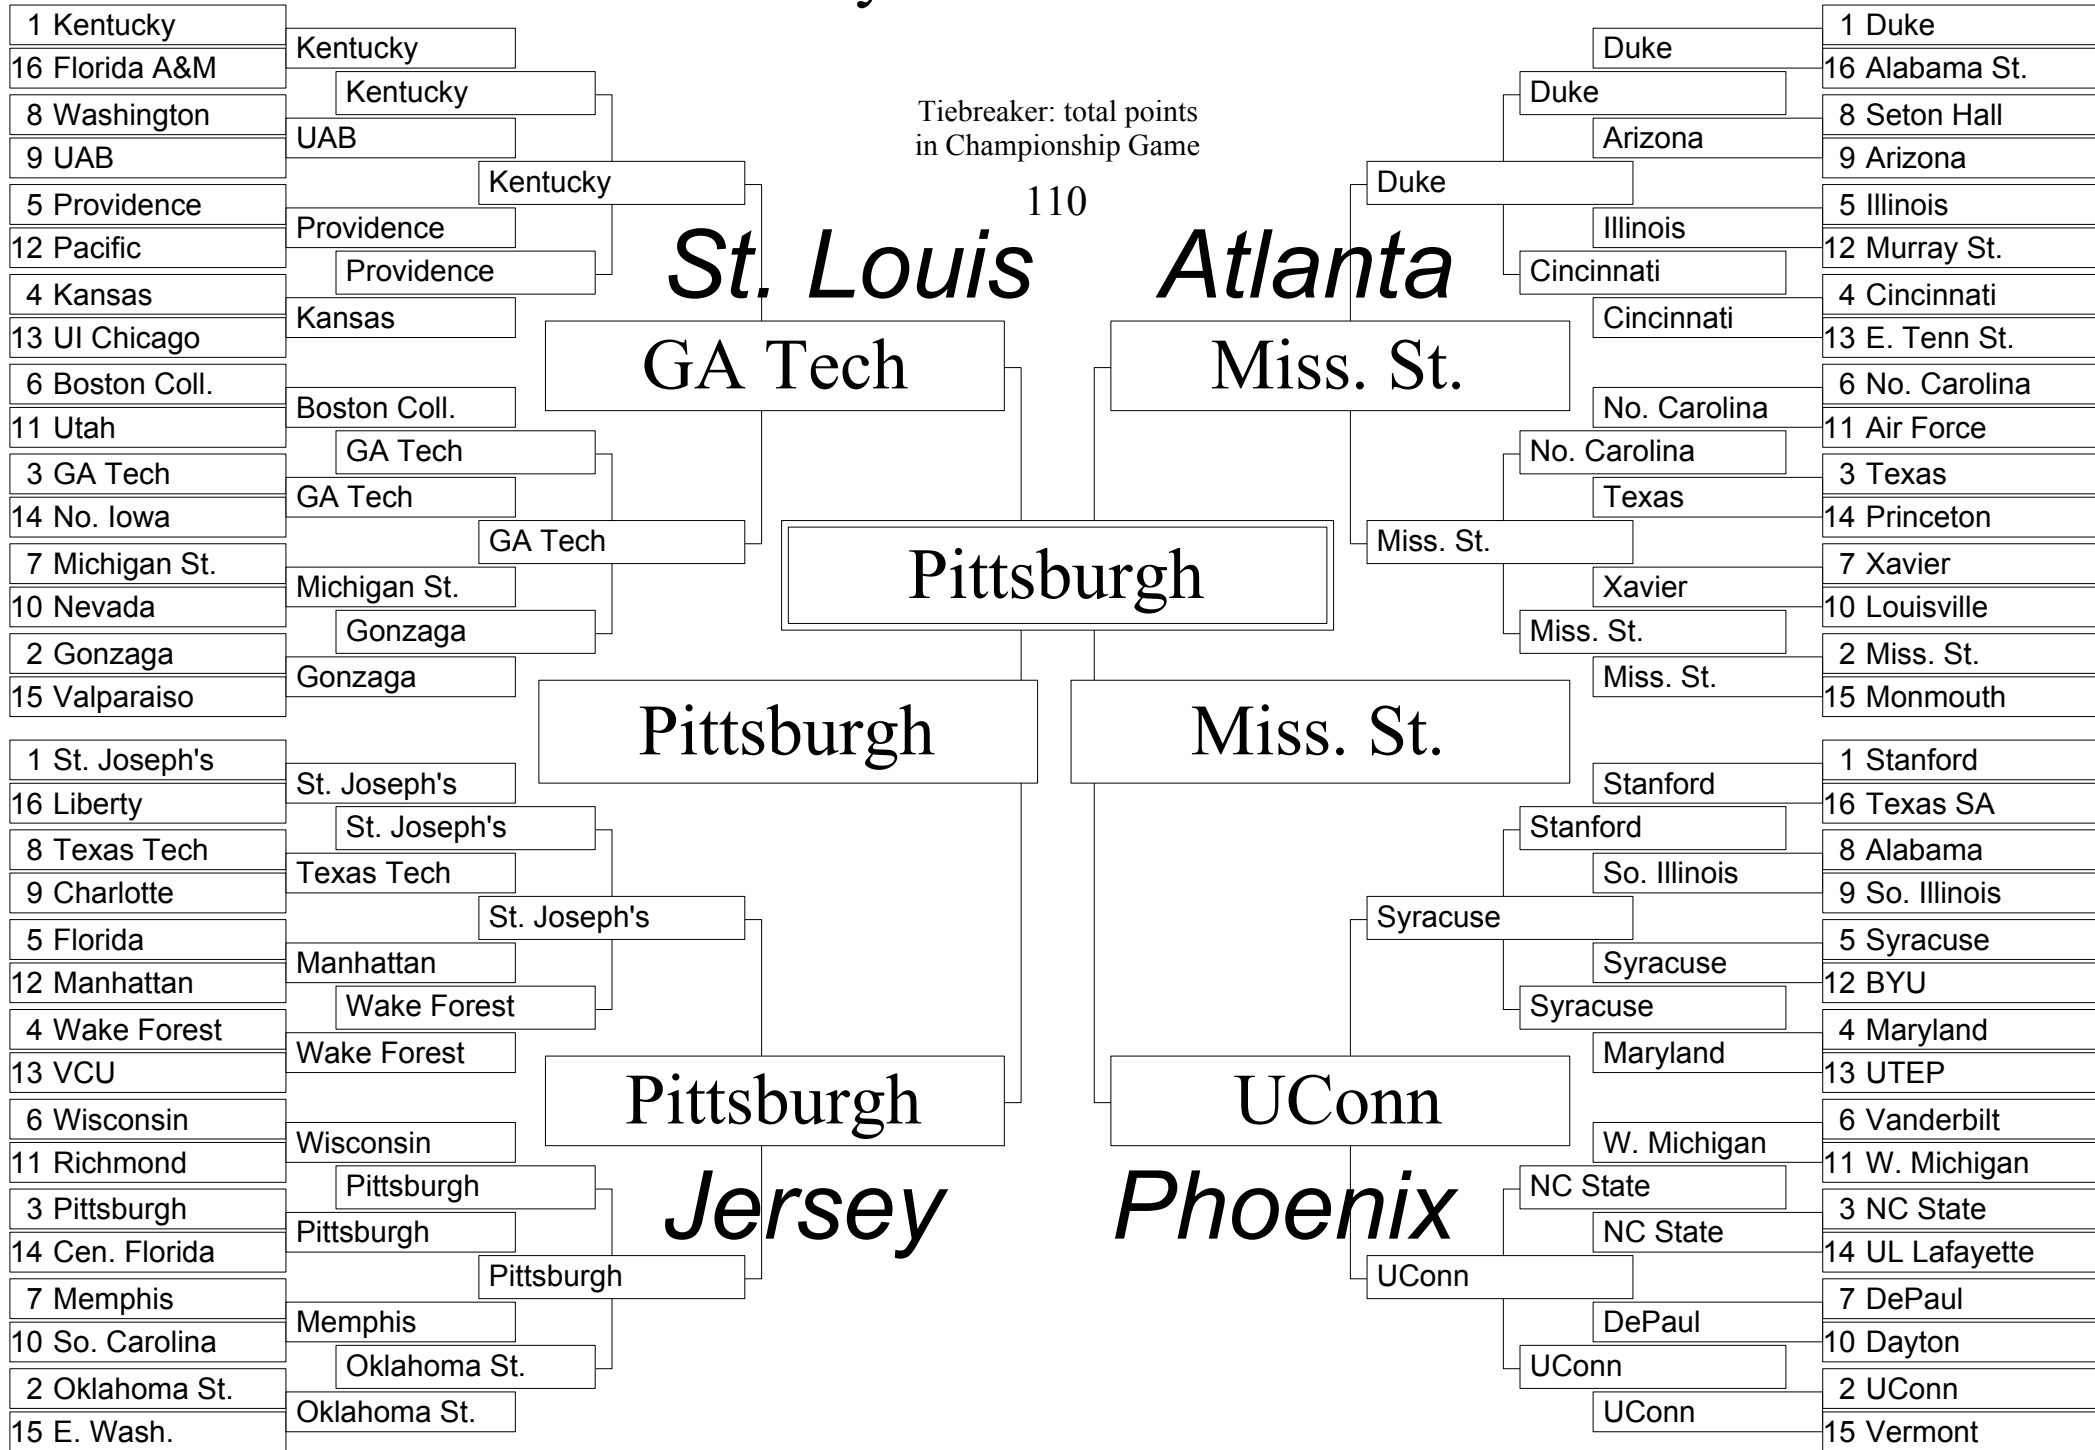 1 Kentucky
16 Florida A&M
8 Washington
9 UAB
5 Providence
12 Pacific
4 Kansas
13 UI Chicago
6 Boston Coll.
11 Utah
3 GA Tech
14 No. Iowa
7 Michigan St.
10 Nevada
2 Gonzaga
15 Valparaiso
1 St. Joseph's
16 Liberty
8 Texas Tech
9 Charlotte
5 Florida
12 Manhattan
4 Wake Forest
13 VCU
6 Wisconsin
11 Richmond
3 Pittsburgh
14 Cen. Florida
7 Memphis
10 So. Carolina
2 Oklahoma St.
15 E. Wash.
Kentucky
UAB
Providence
Kansas
Boston Coll.
GA Tech
Michigan St.
Gonzaga
St. Joseph's
Texas Tech
Manhattan
Wake Forest
Wisconsin
Pittsburgh
Memphis
Oklahoma St.
Kentucky
Providence
GA Tech
Gonzaga
St. Joseph's
Wake Forest
Pittsburgh
Oklahoma St.
Kentucky
GA Tech
St. Joseph's
Pittsburgh
Tiebreaker: total points
in Championship Game
110
St. Louis
Atlanta
GA Tech
Miss. St.
Pittsburgh
Pittsburgh
Miss. St.
Pittsburgh
UConn
Jersey
Phoenix
Duke
Miss. St.
Syracuse
UConn
Duke
Cincinnati
No. Carolina
Miss. St.
Stanford
Syracuse
NC State
UConn
Duke
Arizona
Illinois
Cincinnati
No. Carolina
Texas
Xavier
Miss. St.
Stanford
So. Illinois
Syracuse
Maryland
W. Michigan
NC State
DePaul
UConn
1 Duke
16 Alabama St.
8 Seton Hall
9 Arizona
5 Illinois
12 Murray St.
4 Cincinnati
13 E. Tenn St.
6 No. Carolina
11 Air Force
3 Texas
14 Princeton
7 Xavier
10 Louisville
2 Miss. St.
15 Monmouth
1 Stanford
16 Texas SA
8 Alabama
9 So. Illinois
5 Syracuse
12 BYU
4 Maryland
13 UTEP
6 Vanderbilt
11 W. Michigan
3 NC State
14 UL Lafayette
7 DePaul
10 Dayton
2 UConn
15 Vermont